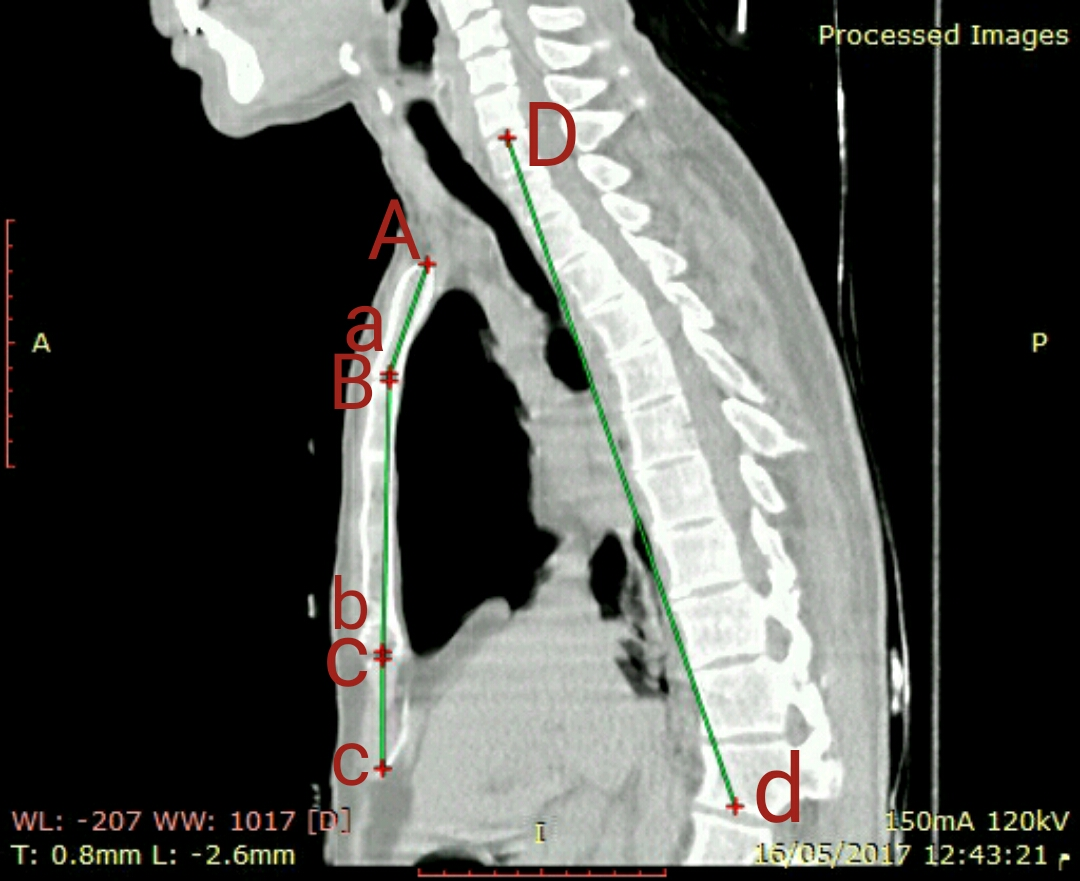 Processed Images
D
A
a
A
P
B
b
C
c
d
WL: -207 WW: 1017 [D]
150mA 120kV
T: 0.8mm L: -2.6mm
I
16/05/2017 12:43:21 م